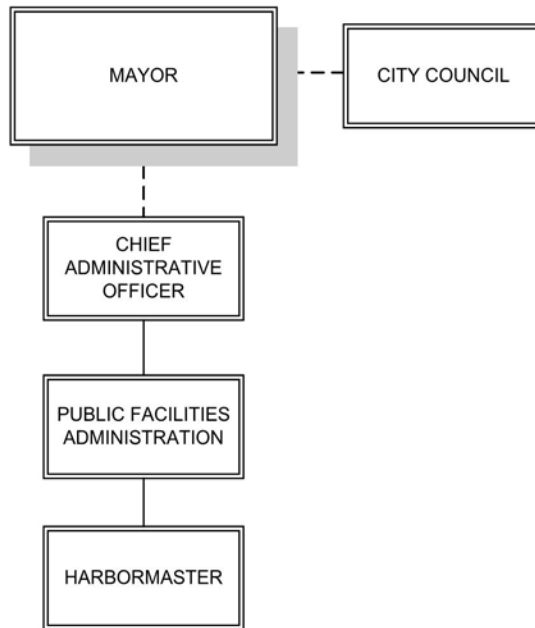 MAYOR
CITY COUNCIL
CHIEF
ADMINISTRATIVE
OFFICER
PUBLIC FACILITIES
ADMINISTRATION
HARBORMASTER